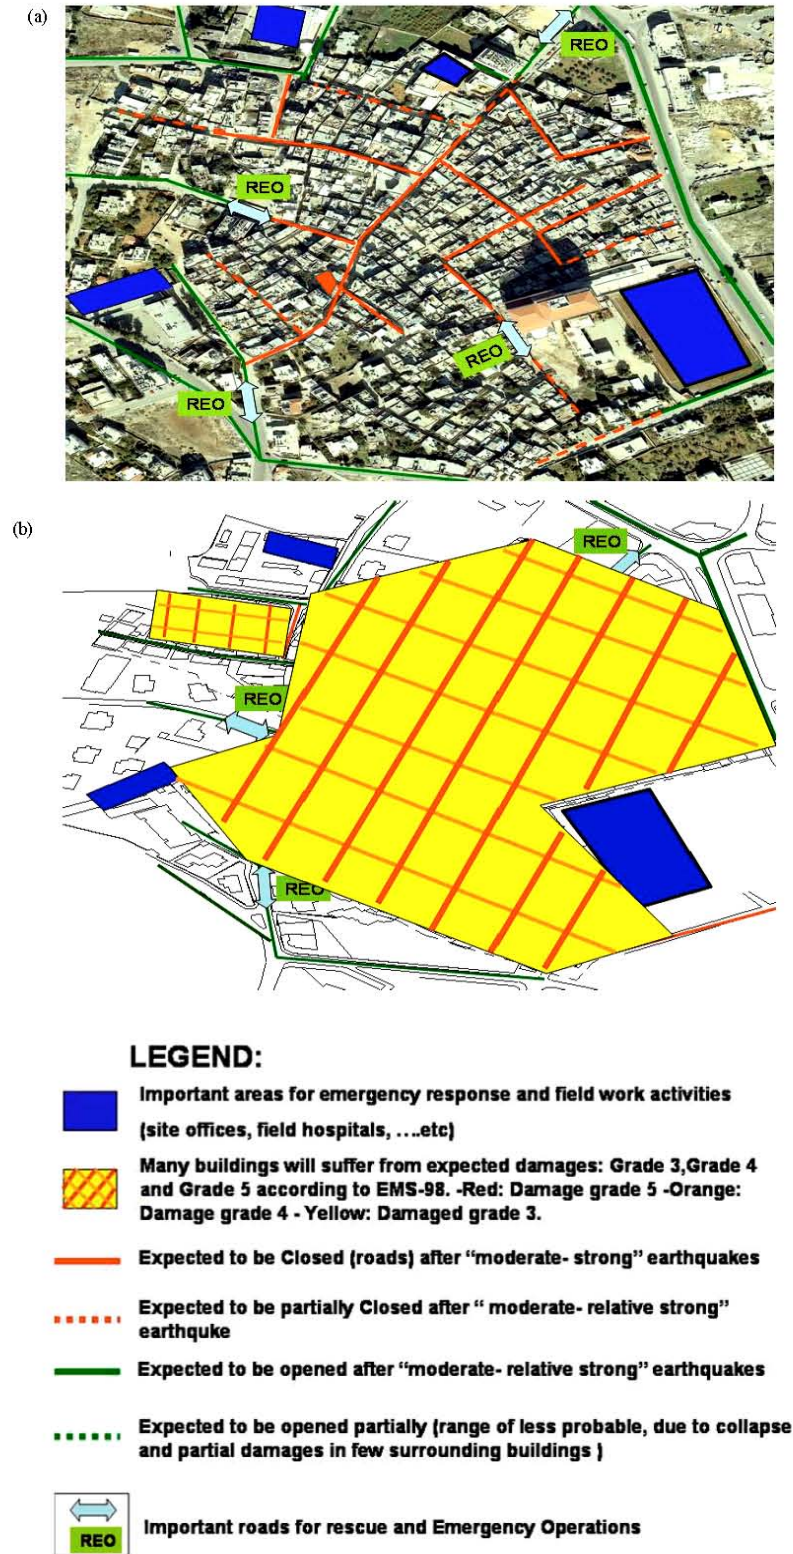 (a)
REO
REO
REO
REO
(b)
REO
REO
REO
LEGEND:
Important areas for emergency response and field work activities
(site offices, field hospitals, ....etc)
Many buildings will suffer from expected damages: Grade 3,Grade 4
and Grade 5 according to EMS-98. -Red: Damage grade 5 -Orange:
Damage grade 4 - Yellow: Damaged grade 3.
Expected to be Closed (roads) after “moderate- strong” earthquakes
Expected to be partially Closed after “ moderate- relative strong”
earthquke
Expected to be opened after “moderate- relative strong” earthquakes
Expected to be opened partially (range of less probable, due to collapse
and partial damages in few surrounding buildings )
REO
Important roads for rescue and Emergency Operations